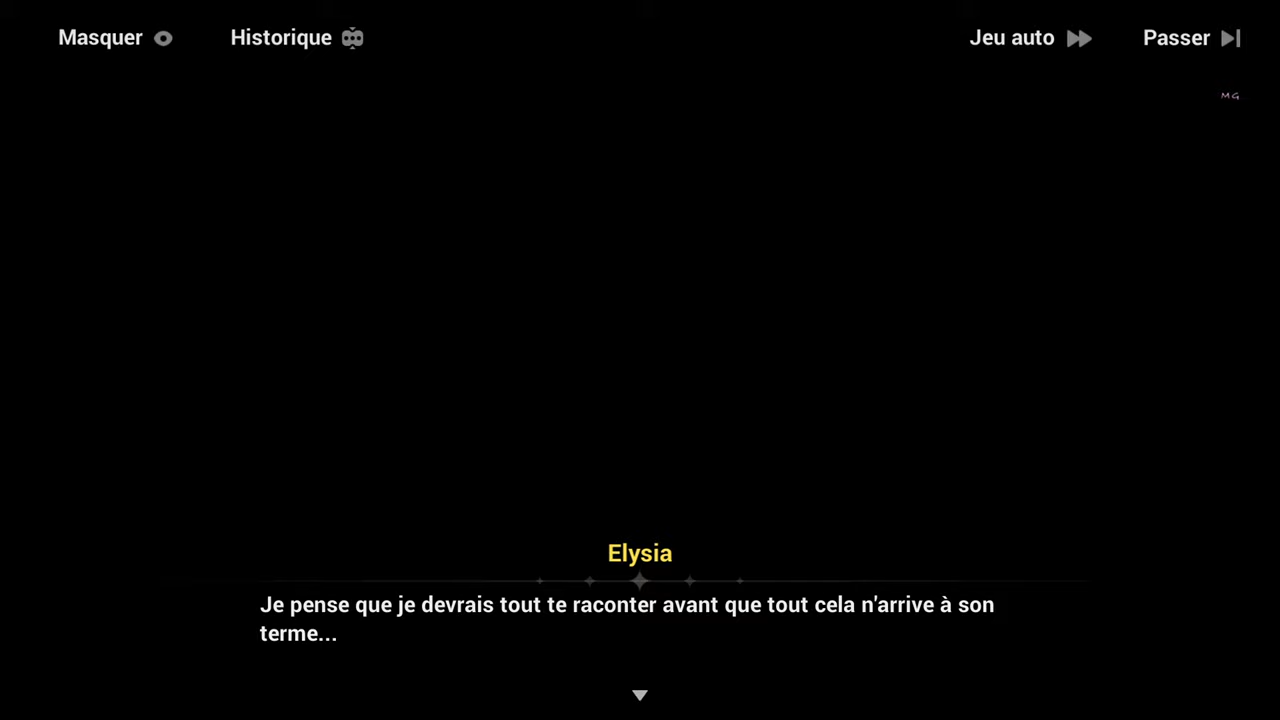 Masquer
Historique
Jeu auto
Passer
MG
Elysia
Je pense que je devrais tout te raconter avant que tout cela n'arrive à son
terme...